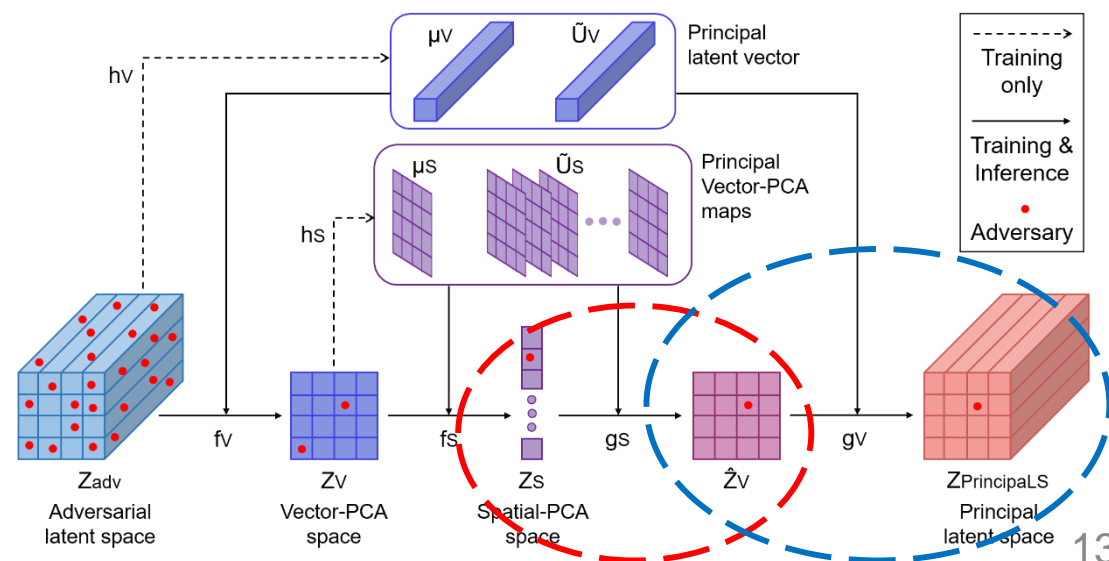 μV
ŨV
Principal
latent vector
hV
μS
ŨS
Principal
Vector-PCA
maps
hS
Training
only
Training &
Inference
Adversary
fV
fS
gS
gV
Zadv
ZV
ZS
ẐV
ZPrincipaLS
Adversarial
latent space
Vector-PCA
space
Spatial-PCA
space
Principal
latent space
13